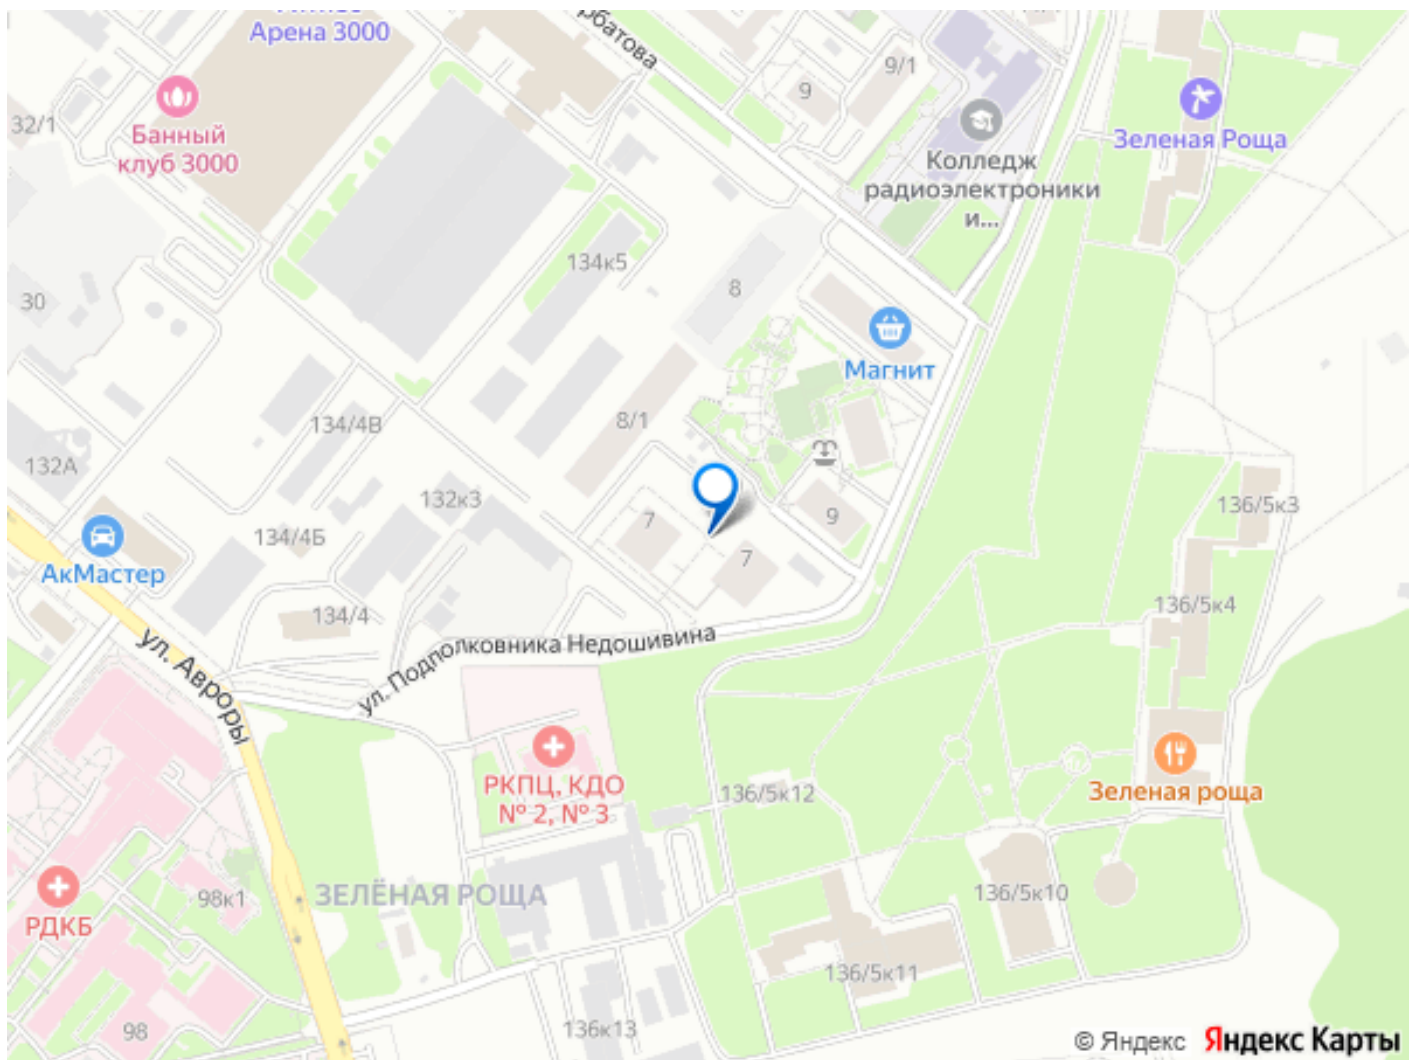 Арена 3000
рбатова
9/1
9
32/1
Банный
клуб 3000
Зеленая Роща
Колледж
радиоэлектроники
и...
134к5
8
30
Магнит
134/4В
8/1
132А
132к3
7
9
136/5к3
134/4Б
АкМастер
7
134/4
136/5к4
ул. Подполковника Недошивина
ул. Авроры
РКПЦ, КДО
№ 2, № 3
136/5к12
Зеленая роща
98к1
ЗЕЛЁНАЯ РОЩА
136/5к10
РДКБ
136/5к11
98
136к13
© Яндекс Яндекс Карты